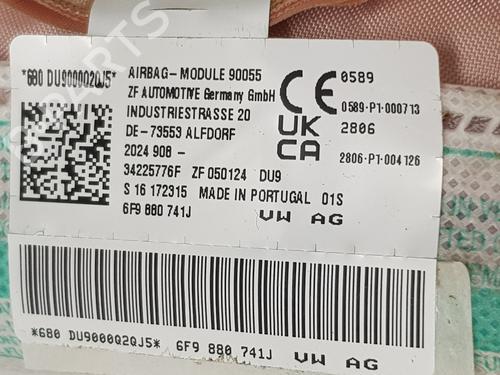 *680 DU9000Q2QJ5*
AIRBAG-MODULE 90055
ZF AUTOMOTIVE Germany GmbH
INDUSTRIESTRASSE 20
DE-73553 ALFDORF
2024 908 -
34225776F ZF 050124 DU9
S 16 172315 MADE IN PORTUGAL 01S
6F9 880 741J VW AG
CE 0589
0589-P1-000713
UK CA 2806
2806-P1-004126
*680 DU9000Q2QJ5* 6F9 880 741J VW AG